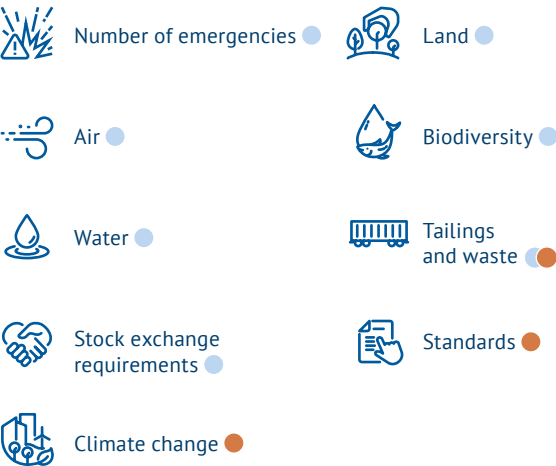 Number of emergencies
Land
Air
Biodiversity
Water
Tailings
and waste
Stock exchange
requirements
Standards
Climate change